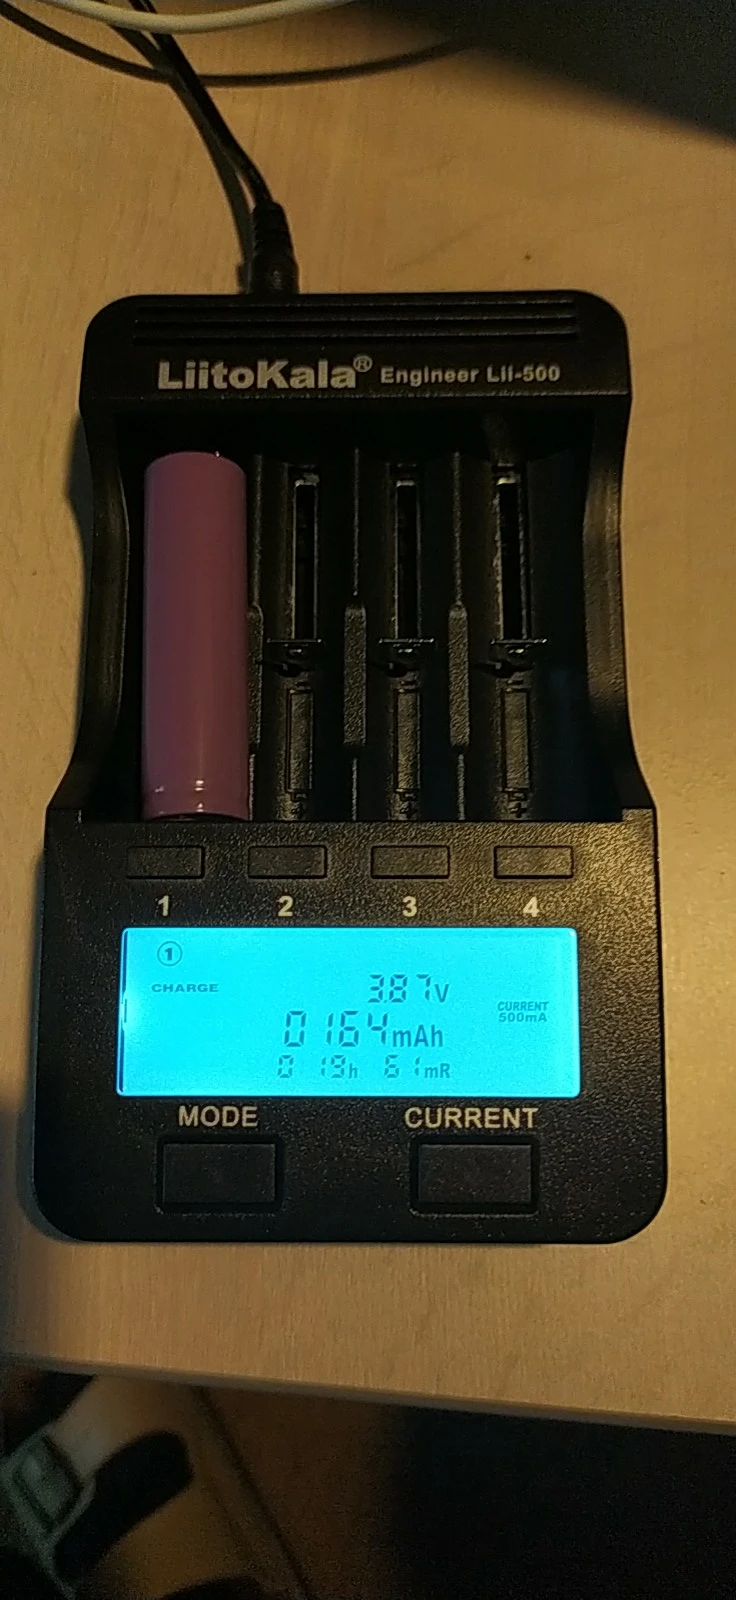 LiitoKala® Engineer Lii-500
1 2 3 4
①
CHARGE 3.87V
CURRENT
500mA
0164mAh
0 19h 61mR
MODE CURRENT